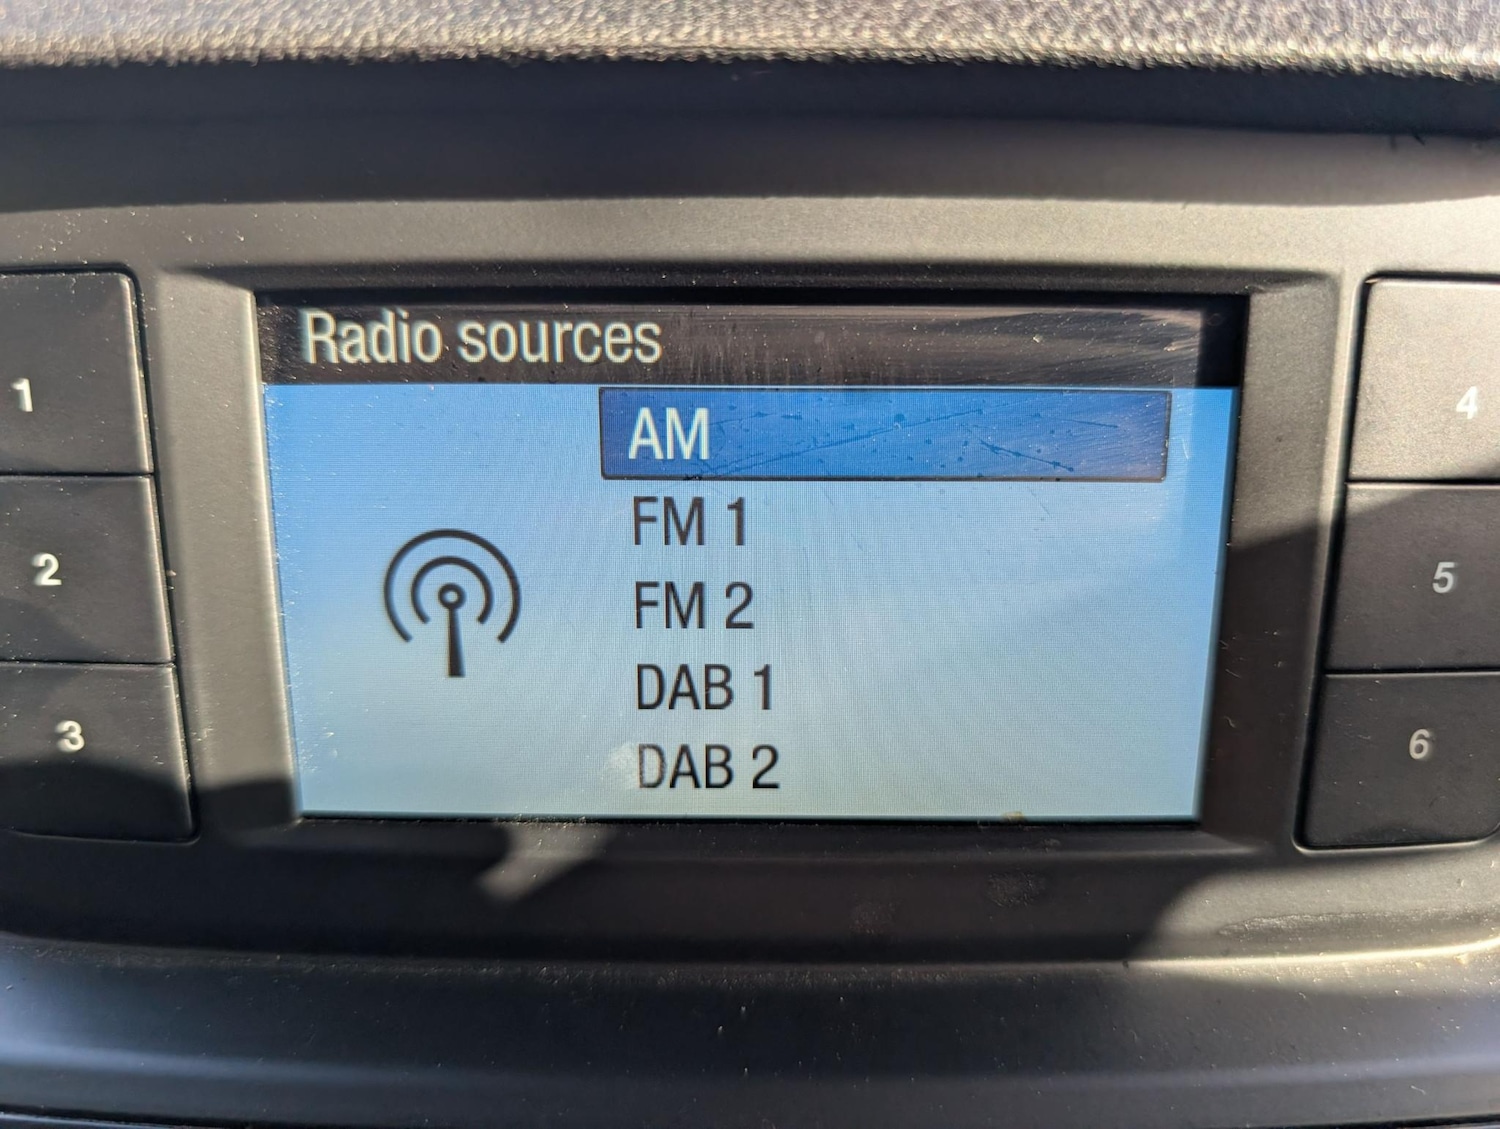 Radio sources
AM
FM 1
FM 2
DAB 1
DAB 2
1
2
3
4
5
6